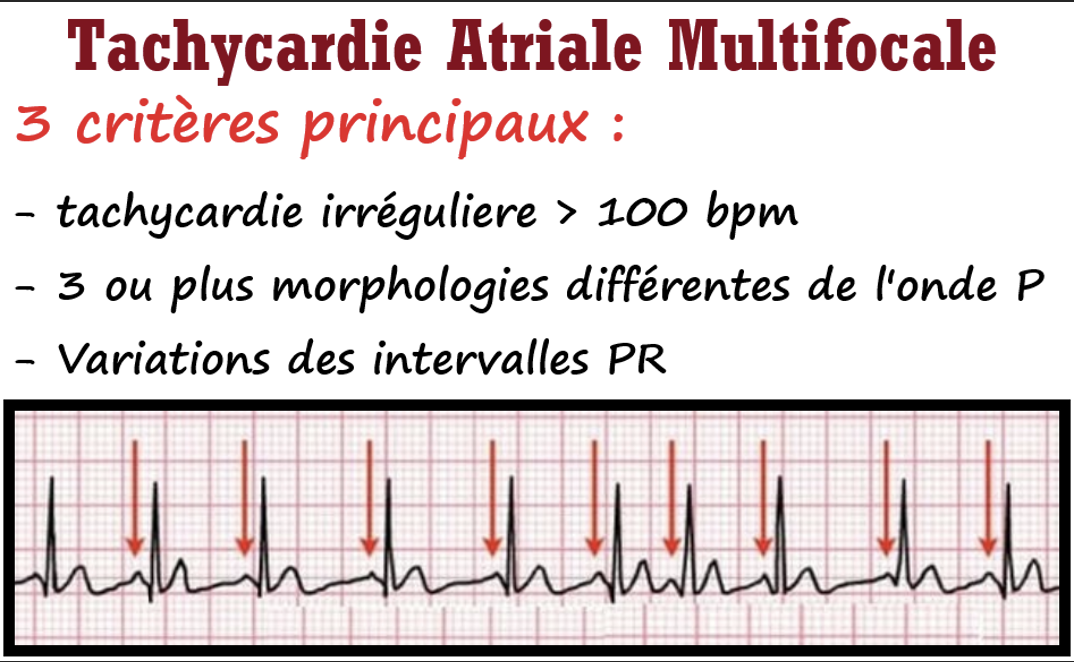 Tachycardie Atriale Multifocale
3 critères principaux :
- tachycardie irréguliere > 100 bpm
- 3 ou plus morphologies différentes de l'onde P
- Variations des intervalles PR